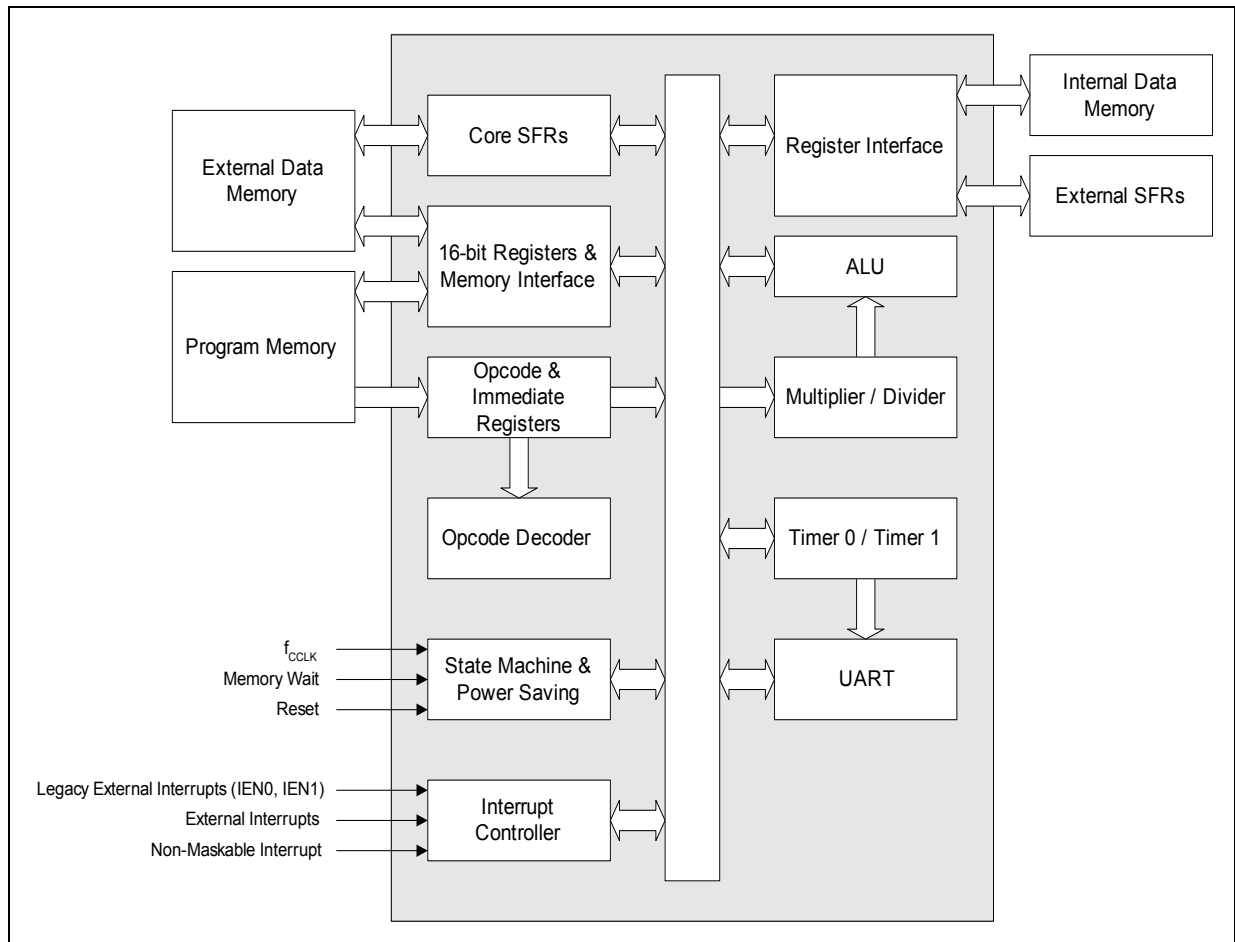 External Data
Memory
Program Memory
Core SFRs
16-bit Registers &
Memory Interface
Opcode &
Immediate
Registers
Opcode Decoder
fCCLK
Memory Wait
Reset
State Machine &
Power Saving
Legacy External Interrupts (IEN0, IEN1)
External Interrupts
Non-Maskable Interrupt
Interrupt
Controller
Register Interface
ALU
Multiplier / Divider
Timer 0 / Timer 1
UART
Internal Data
Memory
External SFRs